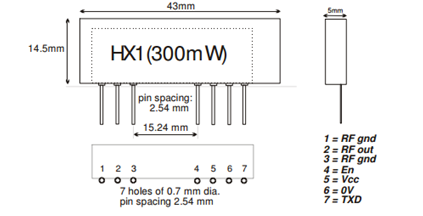 43mm
5mm
14.5mm
HX1(300mW)
pin spacing:
2.54 mm
15.24 mm
1 2 3 4 5 6 7
7 holes of 0.7 mm dia.
pin spacing 2.54 mm
1 = RF gnd
2 = RF out
3 = RF gnd
4 = En
5 = Vcc
6 = 0V
7 = TXD